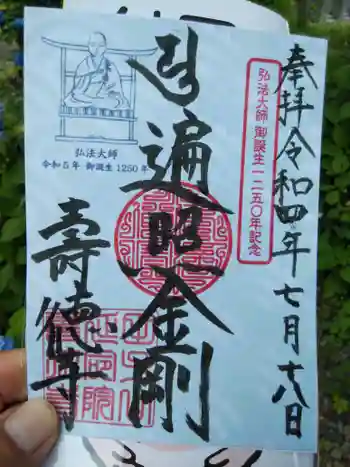 奉拝 令和四年七月十八日
弘法大師 御誕生一二五〇年記念
遍照金剛
弘法大師
令和5年 御誕生1250年
壽徳寺